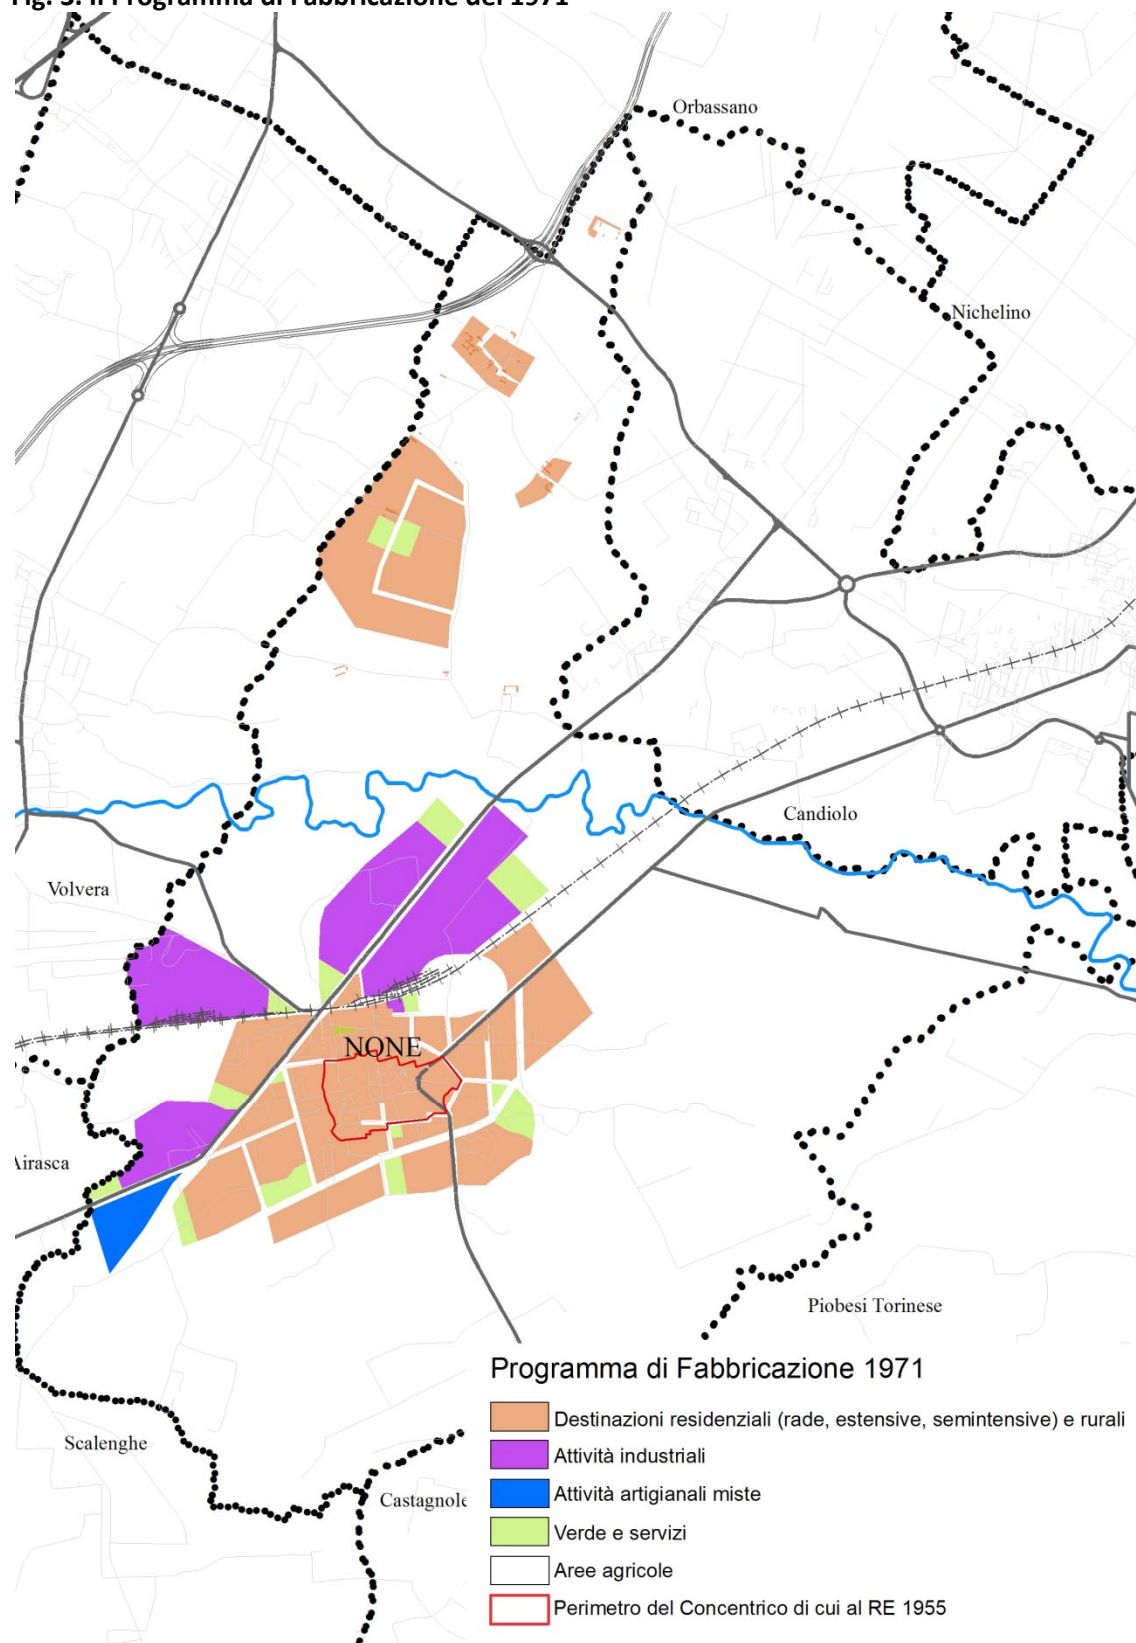 Fig. 3. Il Programma di Fabbricazione del 1971
Orbassano
Nichelino
Candiolo
Volvera
NONE
Airasca
Piobesi Torinese
Programma di Fabbricazione 1971
Destinazioni residenziali (rade, estensive, semintensive) e rurali
Scalenghe
Attività industriali
Castagnole
Attività artigianali miste
Verde e servizi
Aree agricole
Perimetro del Concentrico di cui al RE 1955